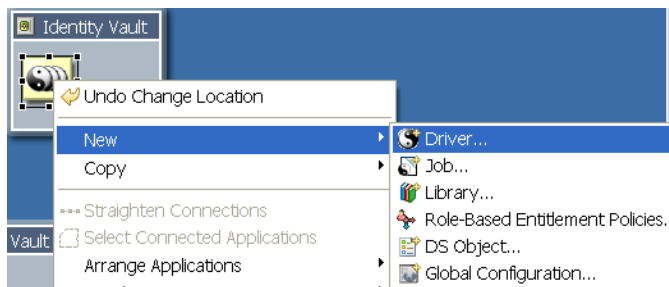 Identity Vault
Undo Change Location
New
Copy
Straighten Connections
Select Connected Applications
Arrange Applications
Driver...
Job...
Library...
Role-Based Entitlement Policies.
DS Object...
Global Configuration...
Vault